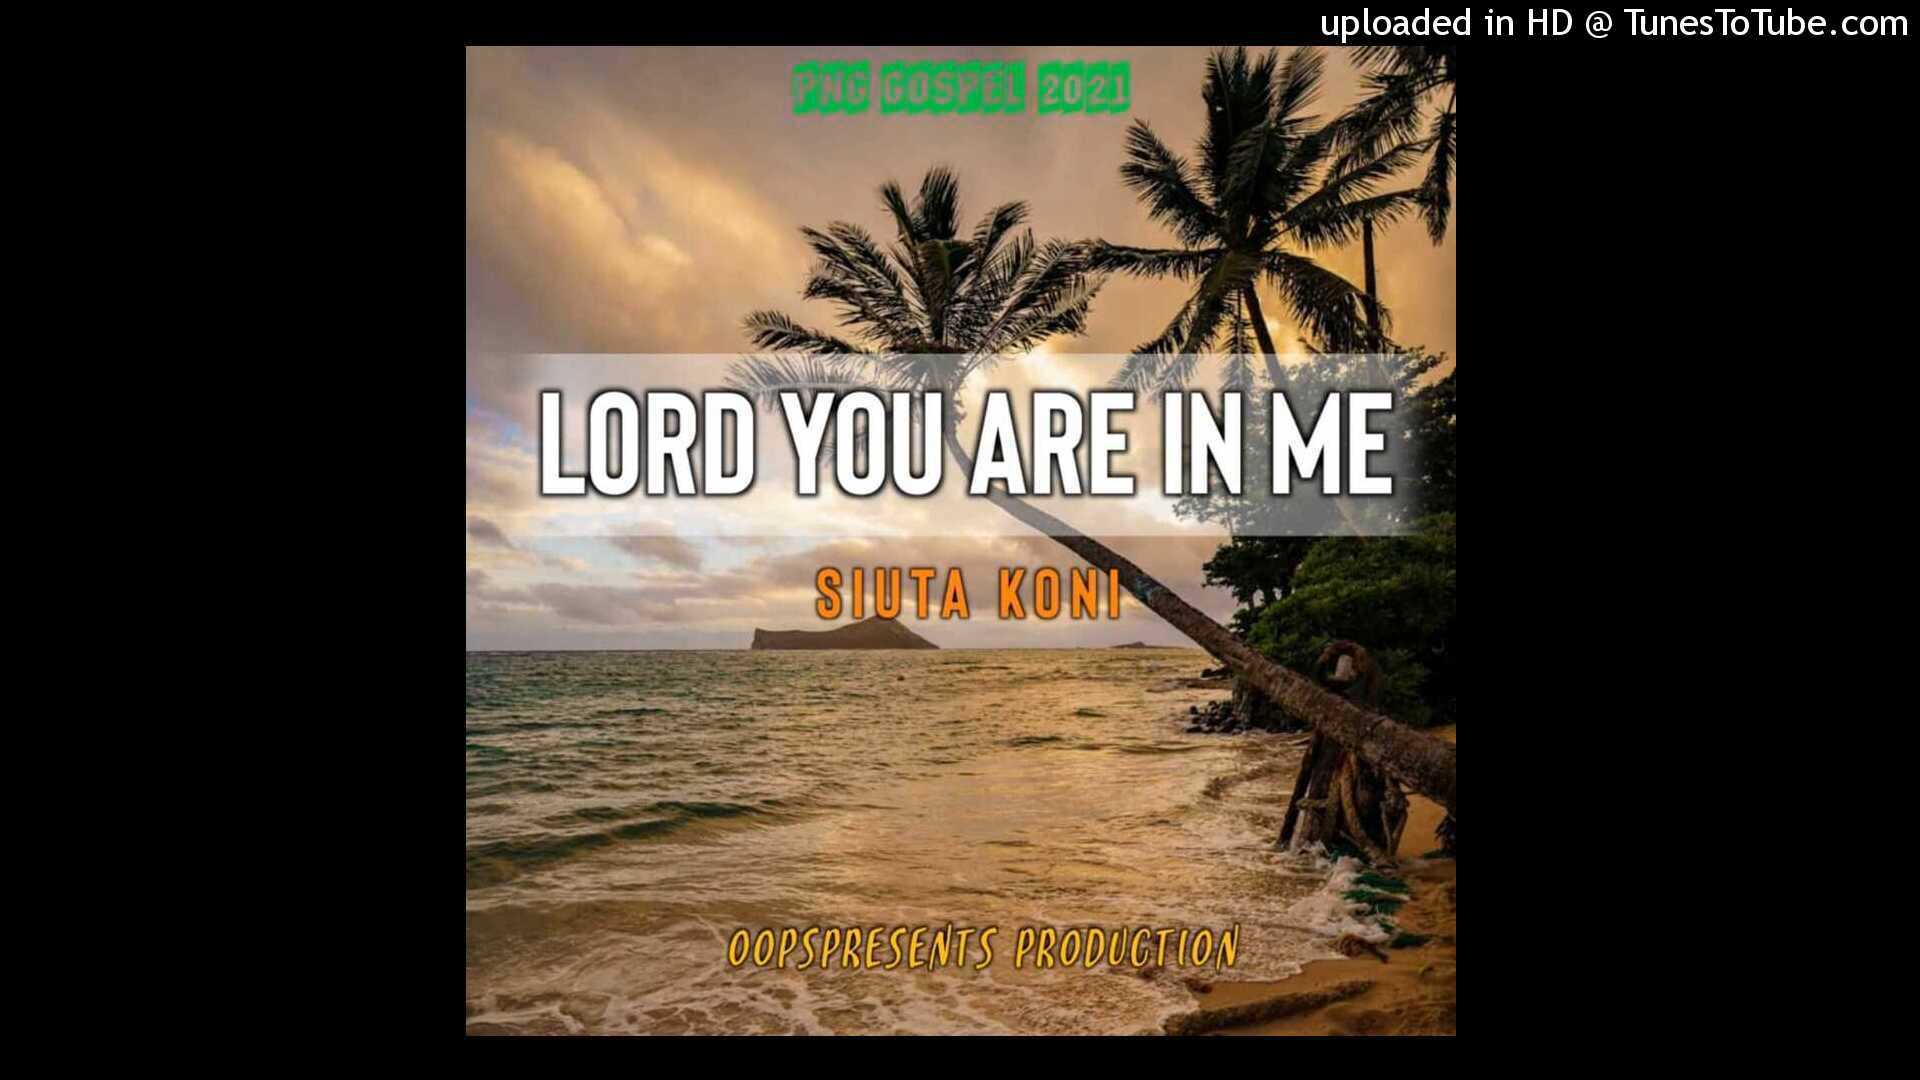 uploaded in HD @ TunesToTube.com
PNG GOSPEL 2021
LORD YOU ARE IN ME
SIUTA KONI
OOPSPRESENTS PRODUCTION